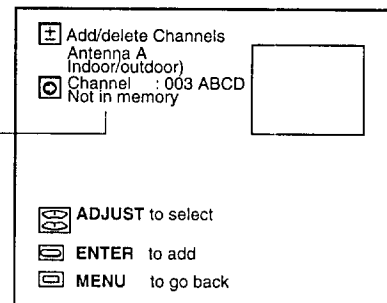 Add/delete Channels
Antenna A
Indoor/outdoor)
Channel : 003 ABCD
Not in memory
ADJUST to select
ENTER to add
MENU to go back